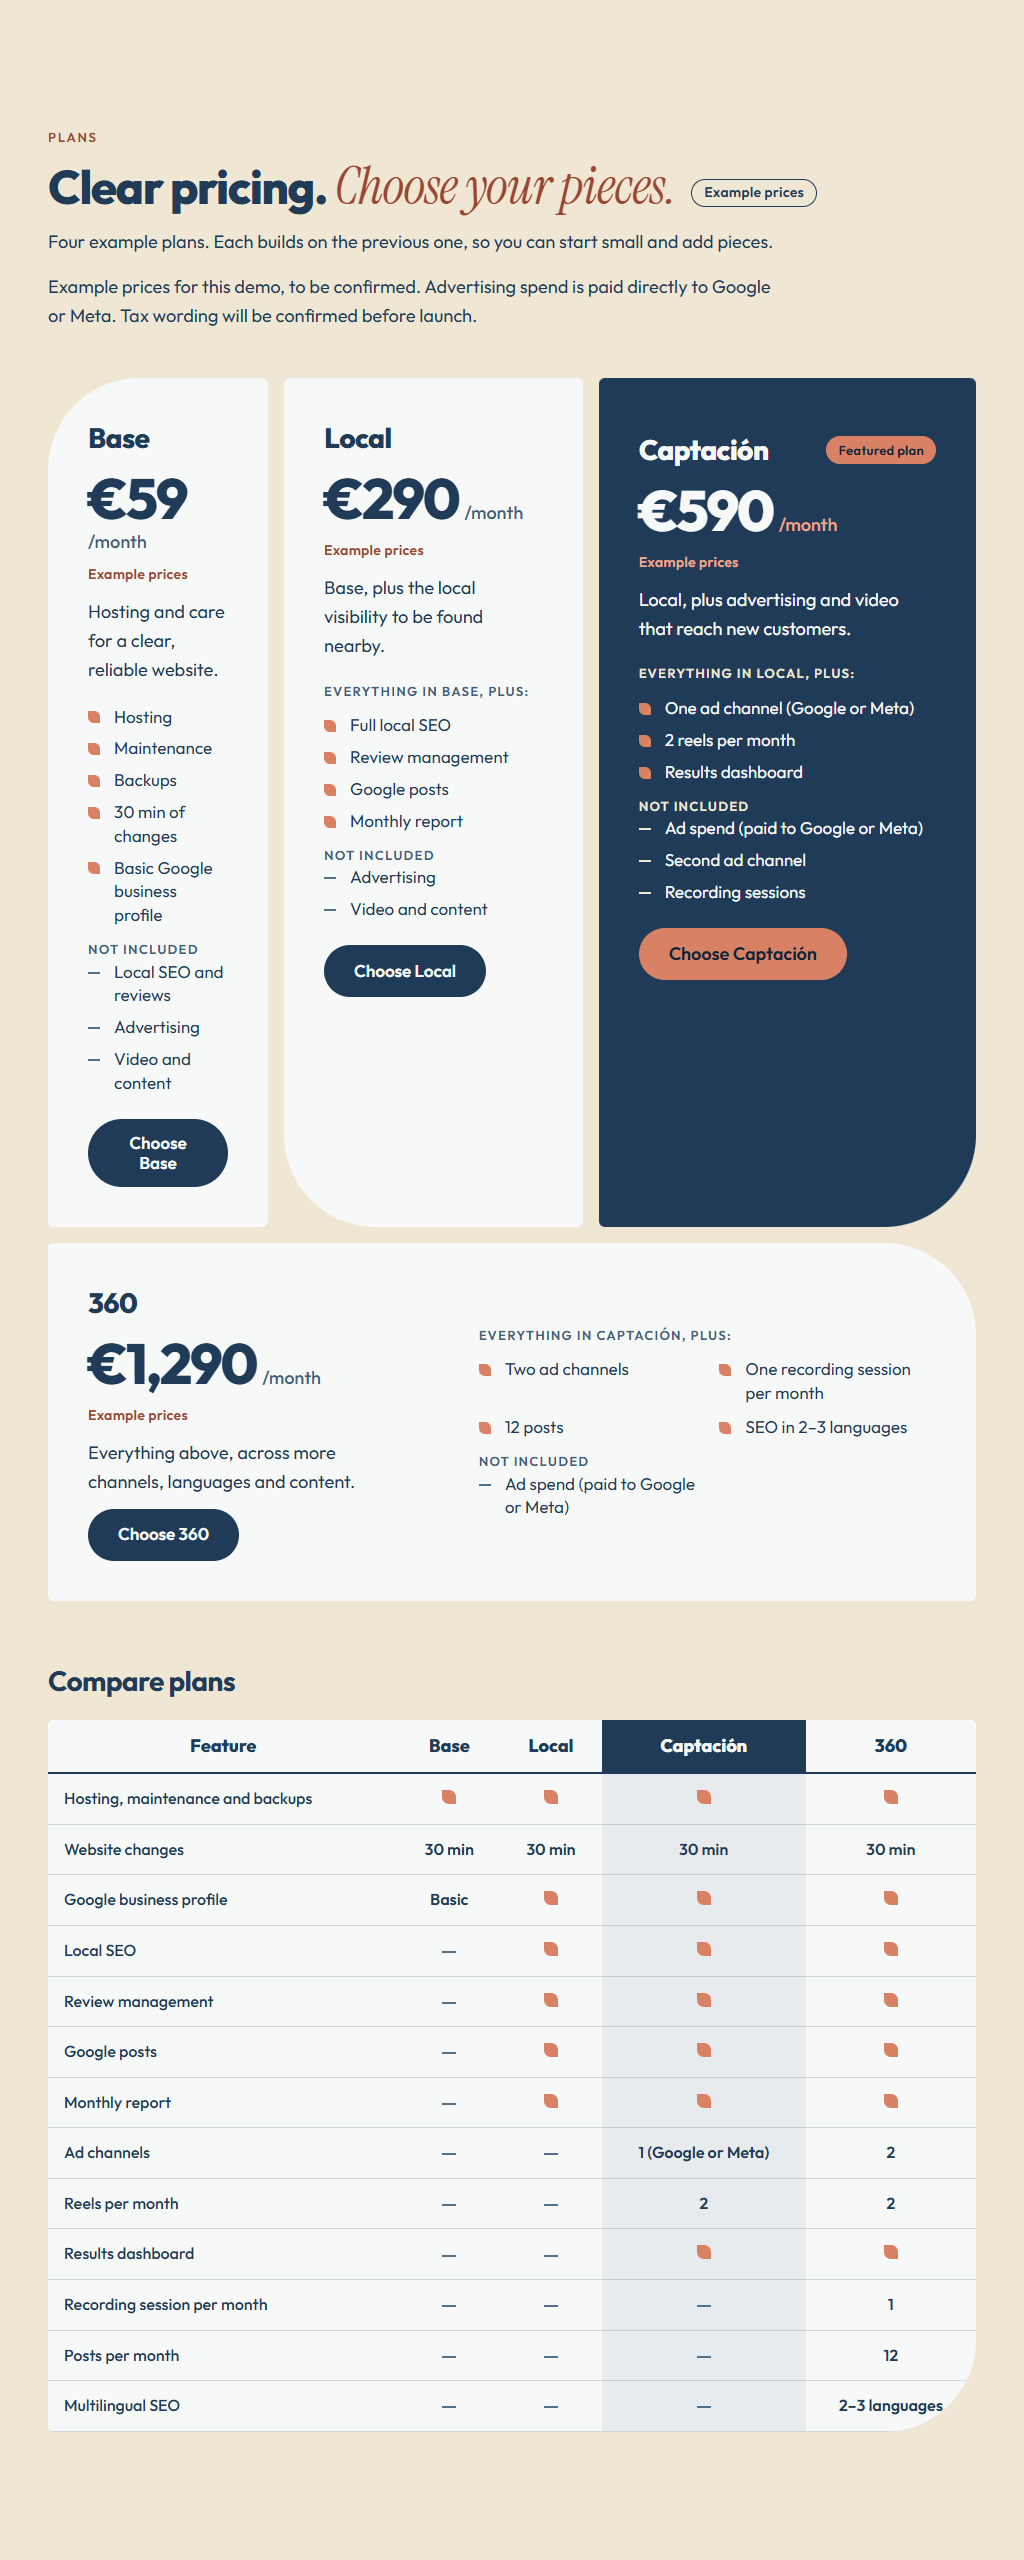 PLANS
Clear pricing. Choose your pieces. Example prices
Four example plans. Each builds on the previous one, so you can start small and add pieces.
Example prices for this demo, to be confirmed. Advertising spend is paid directly to Google
or Meta. Tax wording will be confirmed before launch.
Base
€59
/month
Example prices
Hosting and care
for a clear,
reliable website.
Hosting
Maintenance
Backups
30 min of
changes
Basic Google
business
profile
NOT INCLUDED
— Local SEO and
reviews
— Advertising
— Video and
content
Choose
Base
Local
€290 /month
Example prices
Base, plus the local
visibility to be found
nearby.
EVERYTHING IN BASE, PLUS:
Full local SEO
Review management
Google posts
Monthly report
NOT INCLUDED
— Advertising
— Video and content
Choose Local
Captación Featured plan
€590 /month
Example prices
Local, plus advertising and video
that reach new customers.
EVERYTHING IN LOCAL, PLUS:
One ad channel (Google or Meta)
2 reels per month
Results dashboard
NOT INCLUDED
— Ad spend (paid to Google or Meta)
— Second ad channel
— Recording sessions
Choose Captación
360
€1,290 /month
Example prices
Everything above, across more
channels, languages and content.
Choose 360
EVERYTHING IN CAPTACIÓN, PLUS:
Two ad channels
One recording session
per month
12 posts
SEO in 2–3 languages
NOT INCLUDED
— Ad spend (paid to Google
or Meta)
Compare plans
Feature Base Local Captación 360
Hosting, maintenance and backups
Website changes 30 min 30 min 30 min 30 min
Google business profile Basic
Local SEO —
Review management —
Google posts —
Monthly report —
Ad channels — — 1 (Google or Meta) 2
Reels per month — — 2 2
Results dashboard — —
Recording session per month — — — 1
Posts per month — — — 12
Multilingual SEO — — — 2–3 languages